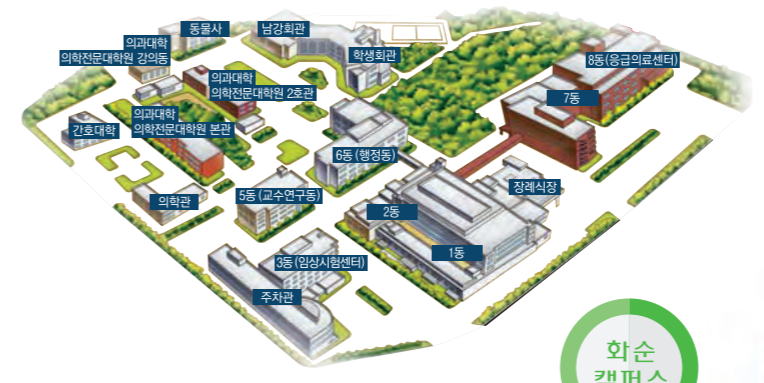 동물사
남강회관
의과대학
의학전문대학원 강의동
학생회관
8동(응급의료센터)
의과대학
의학전문대학원 2호관
7동
의과대학
의학전문대학원 본관
간호대학
6동 (행정동)
장례식장
5동 (교수연구동)
의학관
2동
1동
3동 (임상시험센터)
주차관
화순
캠퍼스